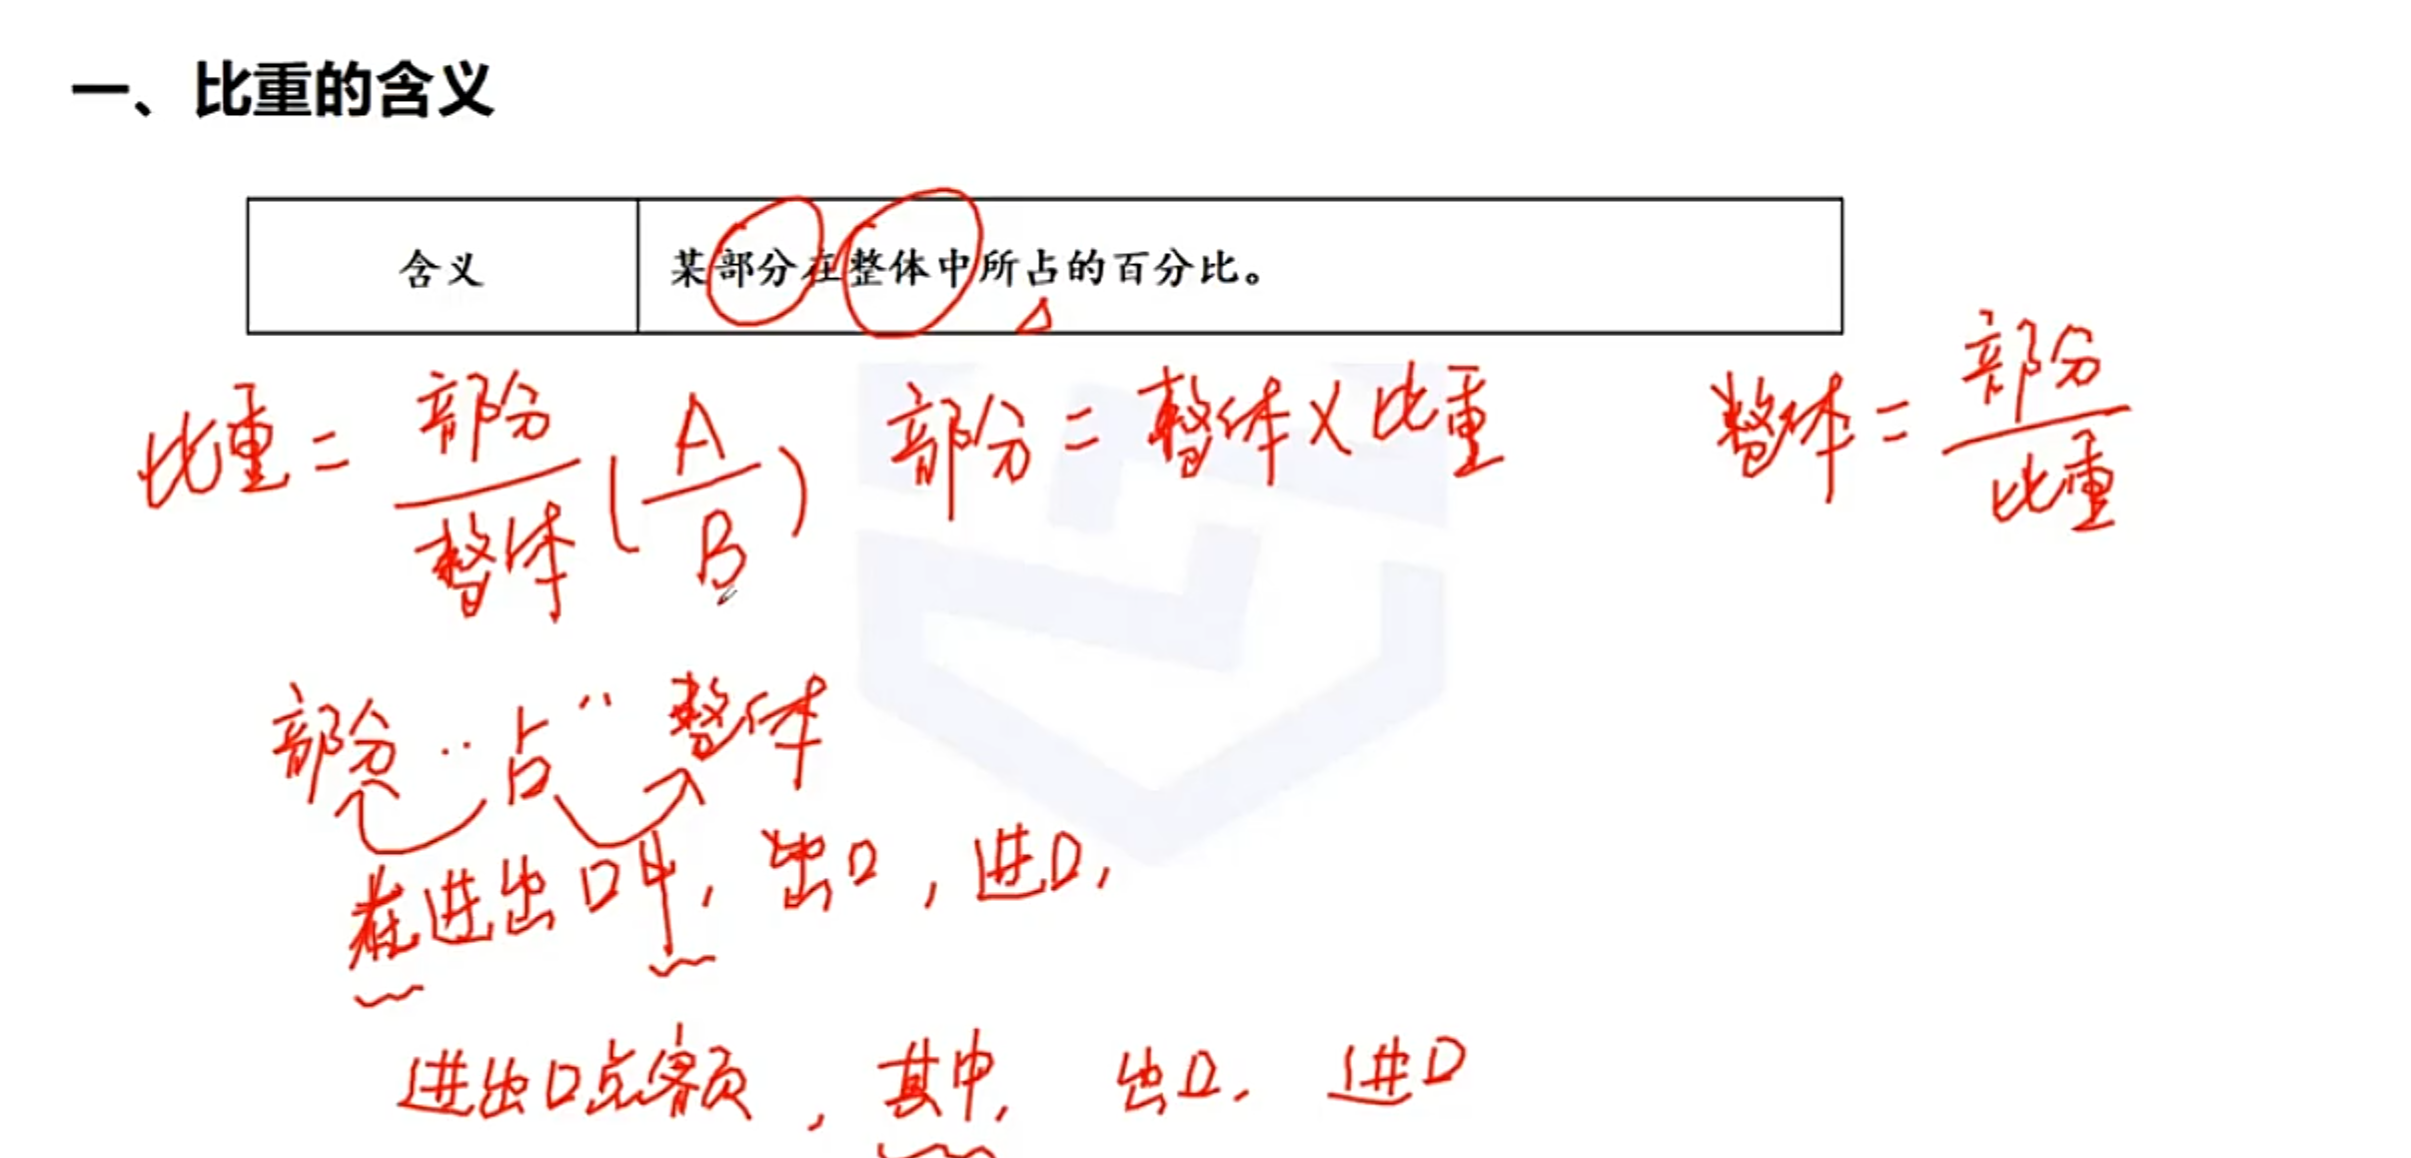 一、比重的含义
含义 某部分在整体中所占的百分比。
比重=部分/整体(A/B) 部分=整体×比重 整体=部分/比重
部分··占··整体
在进出口中,出口,进口,
进出口总额,其中,出口,进口